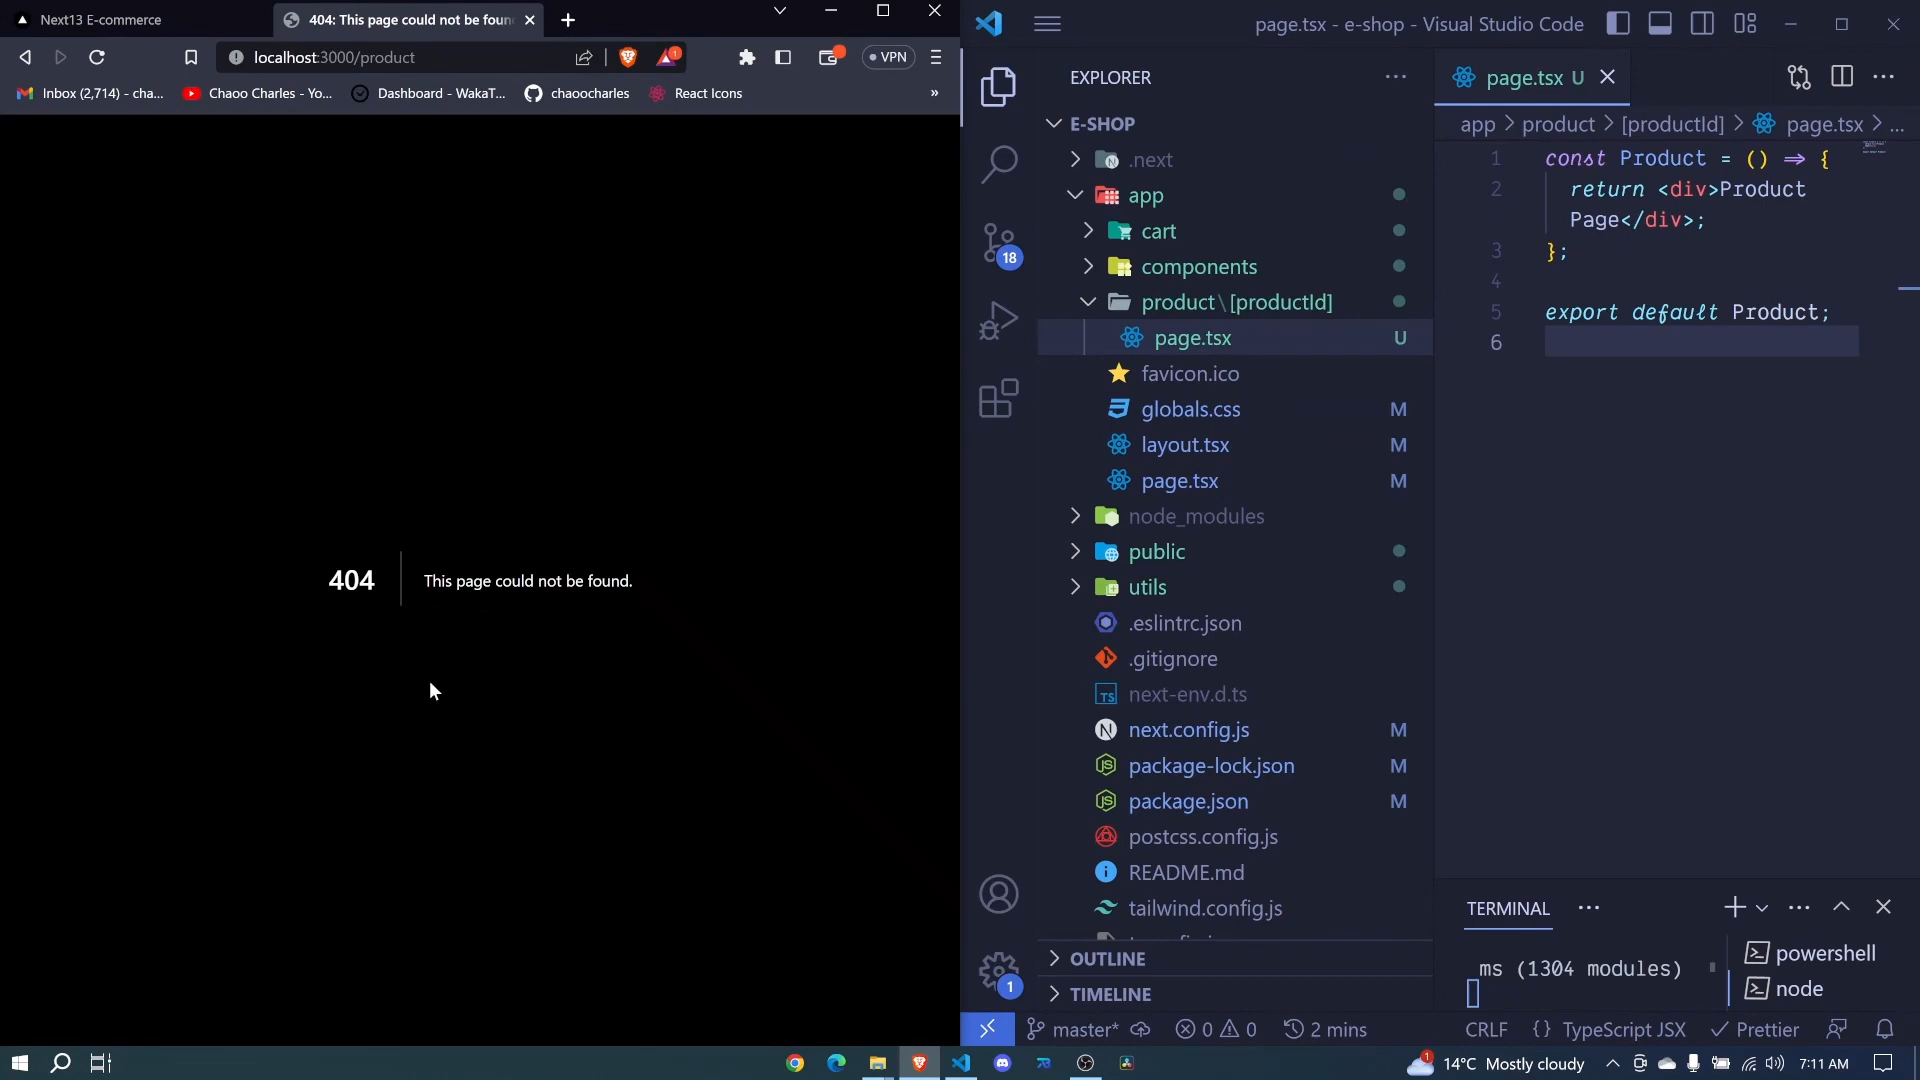 Next13 E-commerce
404: This page could not be foun
localhost:3000/product
1
VPN
Inbox (2,714) - cha...
Chaoo Charles - Yo...
Dashboard - WakaT...
chaoocharles
React Icons
»
404
This page could not be found.
page.tsx - e-shop - Visual Studio Code
EXPLORER
E-SHOP
.next
app
cart
components
product\[productId]
page.tsx U
favicon.ico
globals.css M
layout.tsx M
page.tsx M
node_modules
public
utils
.eslintrc.json
.gitignore
next-env.d.ts
next.config.js M
package-lock.json M
package.json M
postcss.config.js
README.md
tailwind.config.js
OUTLINE
TIMELINE
18
1
page.tsx U
app > product > [productId] > page.tsx > ...
1 const Product = () => {
2 return <div>Product
Page</div>;
3 };
4
5 export default Product;
6
TERMINAL
ms (1304 modules)
powershell
node
master*
0 0
2 mins
CRLF
{} TypeScript JSX
Prettier
1
14°C Mostly cloudy
7:11 AM